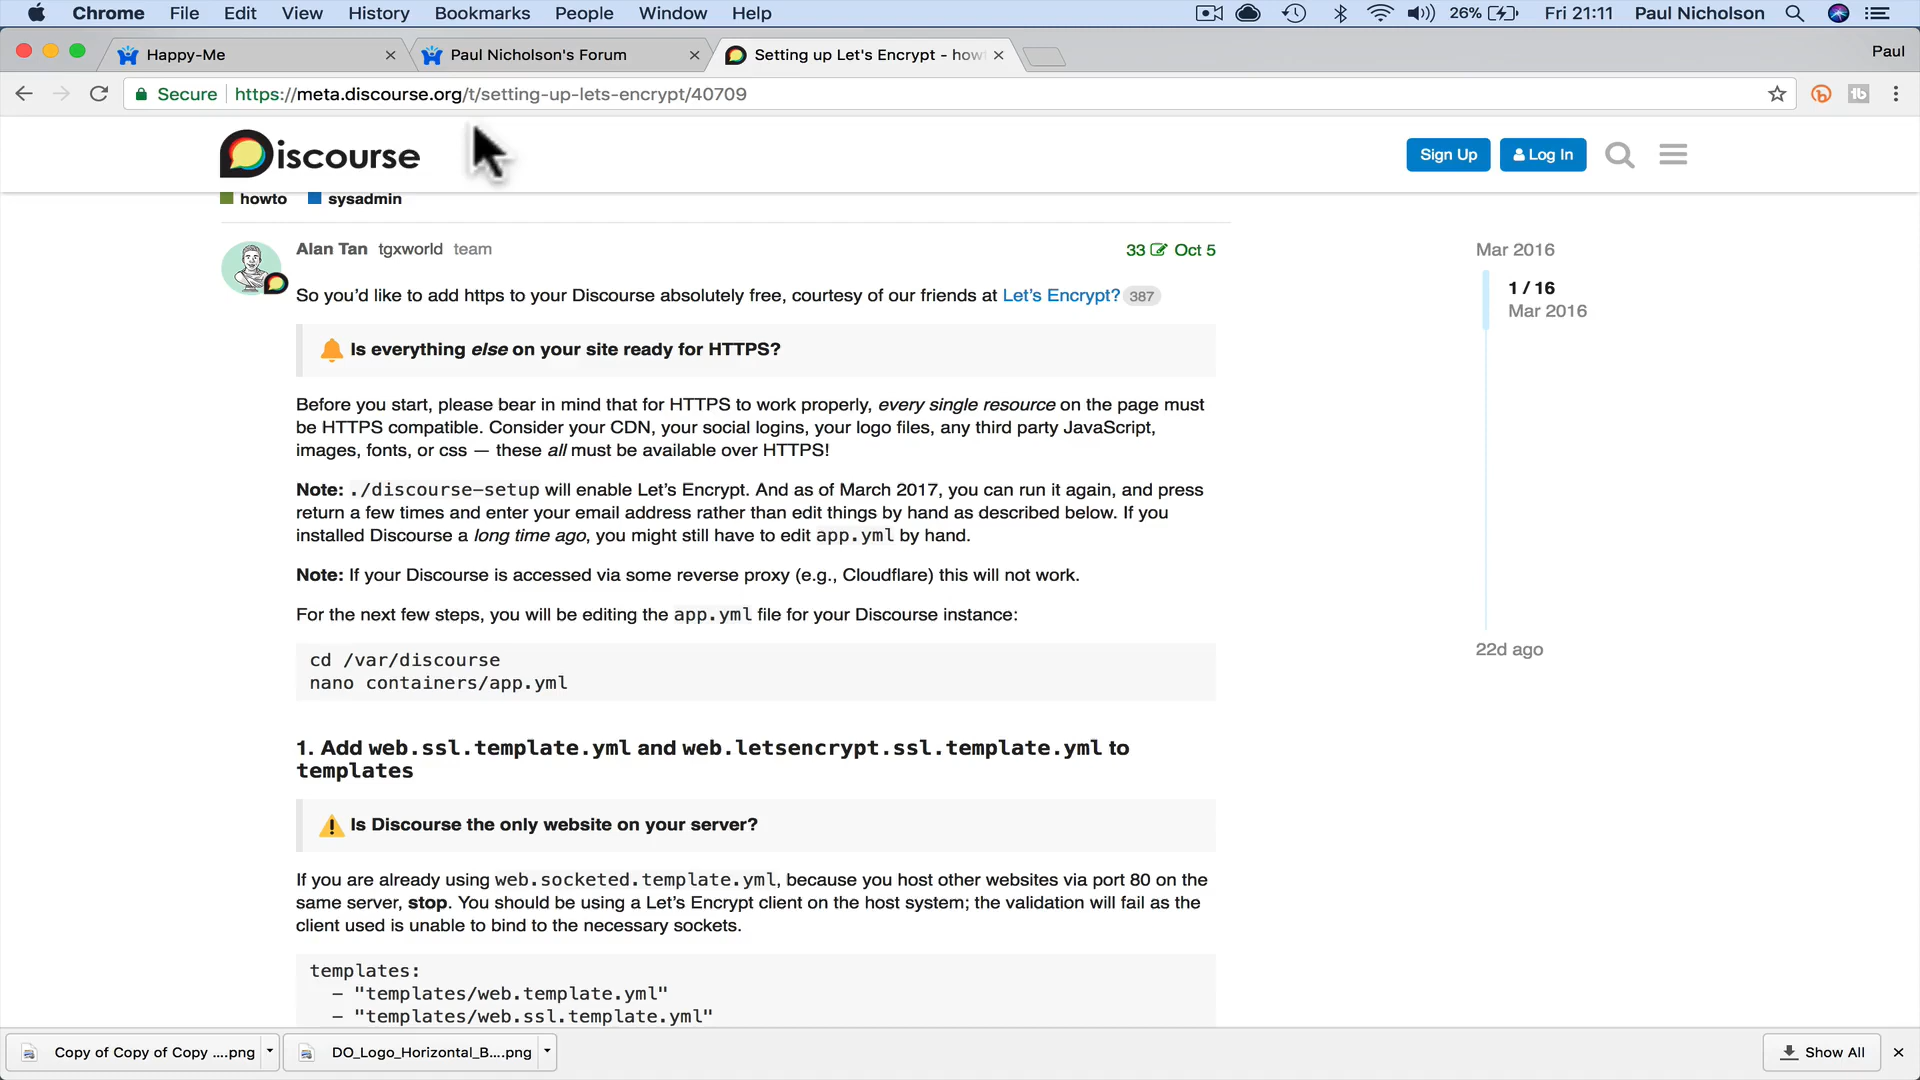 Chrome File Edit View History Bookmarks People Window Help 26% Fri 21:11 Paul Nicholson
Happy-Me Paul Nicholson's Forum Setting up Let's Encrypt - how Paul
Secure https://meta.discourse.org/t/setting-up-lets-encrypt/40709
Discourse Sign Up Log In
howto sysadmin
Alan Tan tgxworld team 33 Oct 5
So you’d like to add https to your Discourse absolutely free, courtesy of our friends at Let’s Encrypt? 387
Is everything else on your site ready for HTTPS?
Before you start, please bear in mind that for HTTPS to work properly, every single resource on the page must
be HTTPS compatible. Consider your CDN, your social logins, your logo files, any third party JavaScript,
images, fonts, or css — these all must be available over HTTPS!
Note: ./discourse-setup will enable Let’s Encrypt. And as of March 2017, you can run it again, and press
return a few times and enter your email address rather than edit things by hand as described below. If you
installed Discourse a long time ago, you might still have to edit app.yml by hand.
Note: If your Discourse is accessed via some reverse proxy (e.g., Cloudflare) this will not work.
For the next few steps, you will be editing the app.yml file for your Discourse instance:
cd /var/discourse
nano containers/app.yml
1. Add web.ssl.template.yml and web.letsencrypt.ssl.template.yml to
templates
Is Discourse the only website on your server?
If you are already using web.socketed.template.yml, because you host other websites via port 80 on the
same server, stop. You should be using a Let’s Encrypt client on the host system; the validation will fail as the
client used is unable to bind to the necessary sockets.
templates:
- "templates/web.template.yml"
- "templates/web.ssl.template.yml"
Mar 2016
1 / 16
Mar 2016
22d ago
Copy of Copy of Copy ....png DO_Logo_Horizontal_B....png Show All